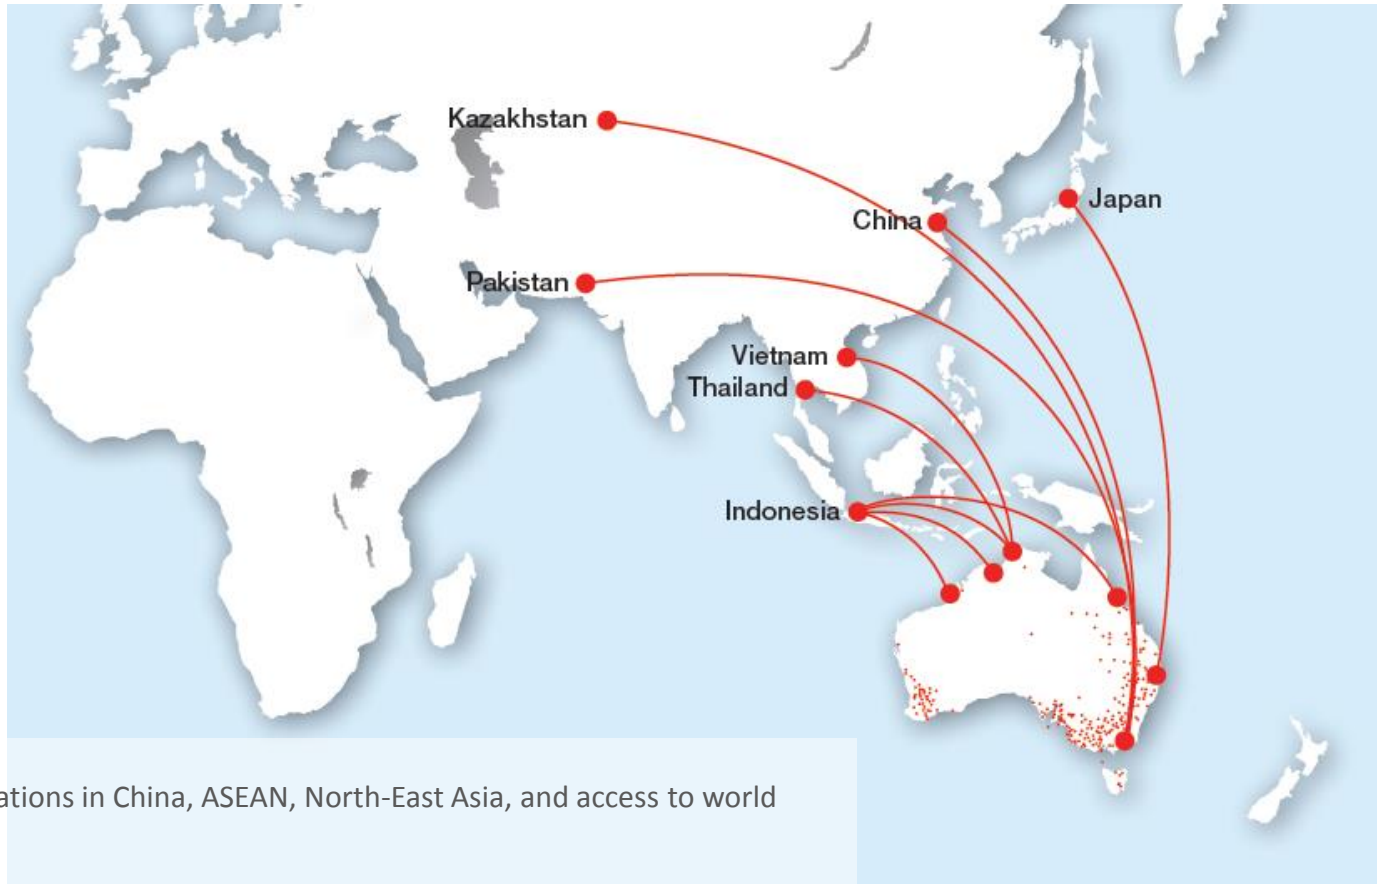 Kazakhstan
Japan
China
Pakistan
Vietnam
Thailand
Indonesia
ations in China, ASEAN, North-East Asia, and access to world